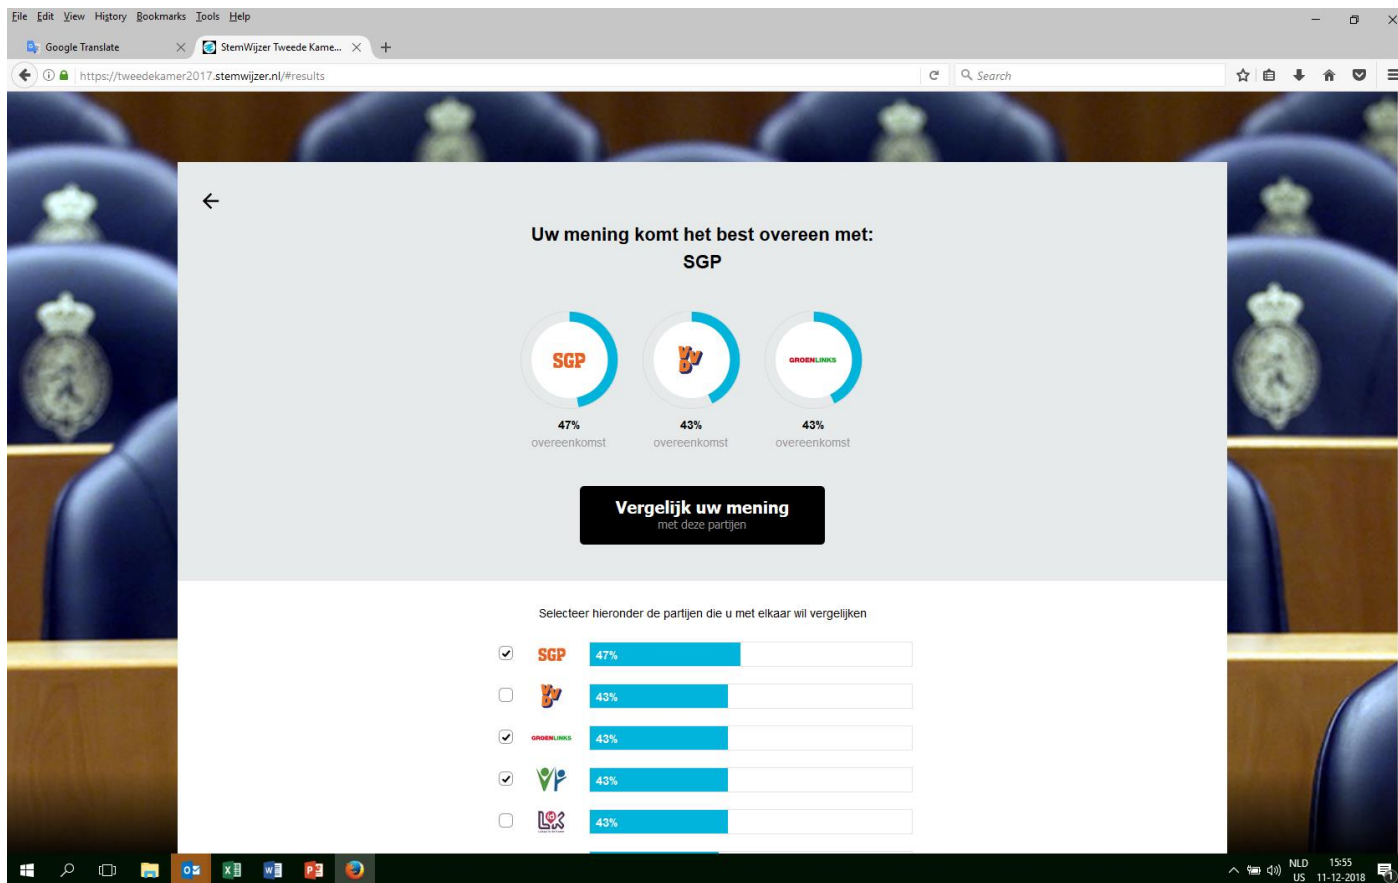 File Edit View History Bookmarks Tools Help
Google Translate
StemWijzer Tweede Kame...
https://tweedekamer2017.stemwijzer.nl/#results
Search
Uw mening komt het best overeen met:
SGP
SGP
VVD
GROENLINKS
47%
43%
43%
overeenkomst
overeenkomst
overeenkomst
Vergelijk uw mening
met deze partijen
Selecteer hieronder de partijen die u met elkaar wil vergelijken
SGP 47%
VVD 43%
GROENLINKS 43%
VP 43%
43%
NLD 15:55
US 11-12-2018